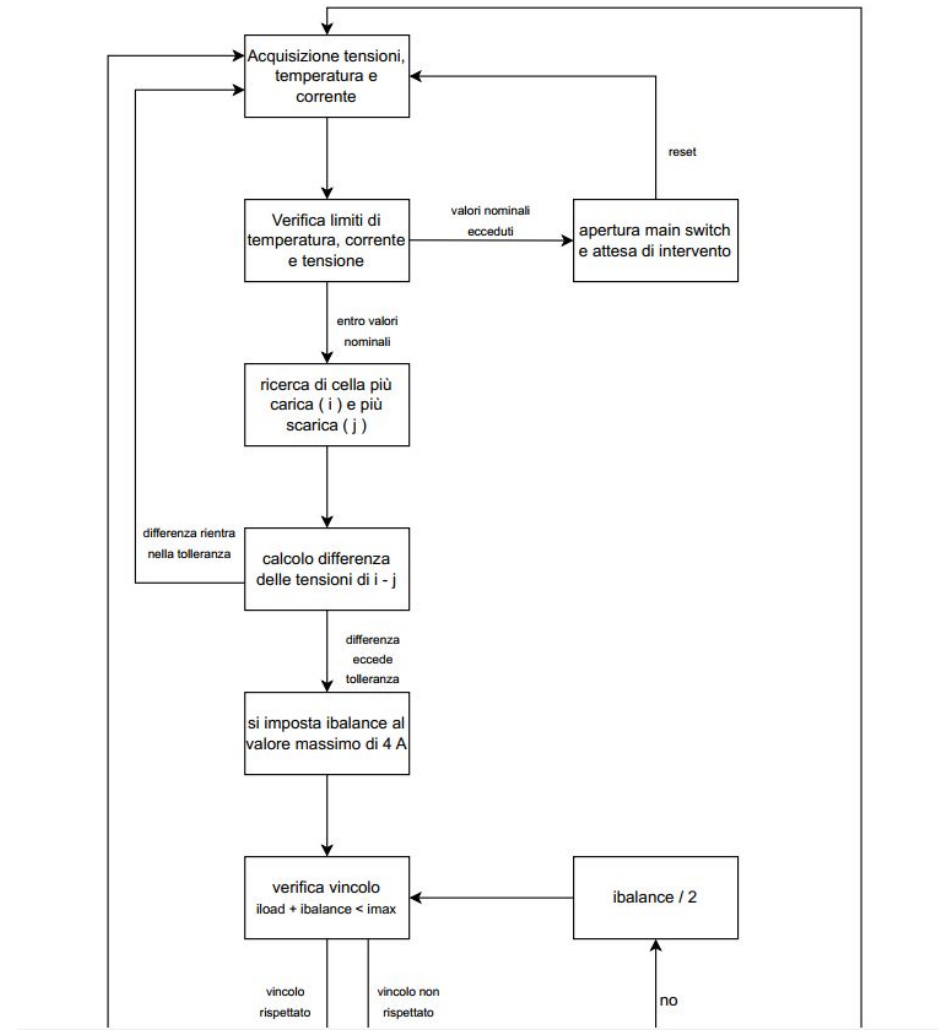 Acquisizione tensioni,
temperatura e
corrente
reset
Verifica limiti di
temperatura, corrente
e tensione
valori nominali
ecceduti
apertura main switch
e attesa di intervento
entro valori
nominali
ricerca di cella più
carica ( i ) e più
scarica ( j )
differenza rientra
nella tolleranza
calcolo differenza
delle tensioni di i - j
differenza
eccede
tolleranza
si imposta ibalance al
valore massimo di 4 A
verifica vincolo
iload + ibalance < imax
ibalance / 2
vincolo
rispettato
vincolo non
rispettato
no